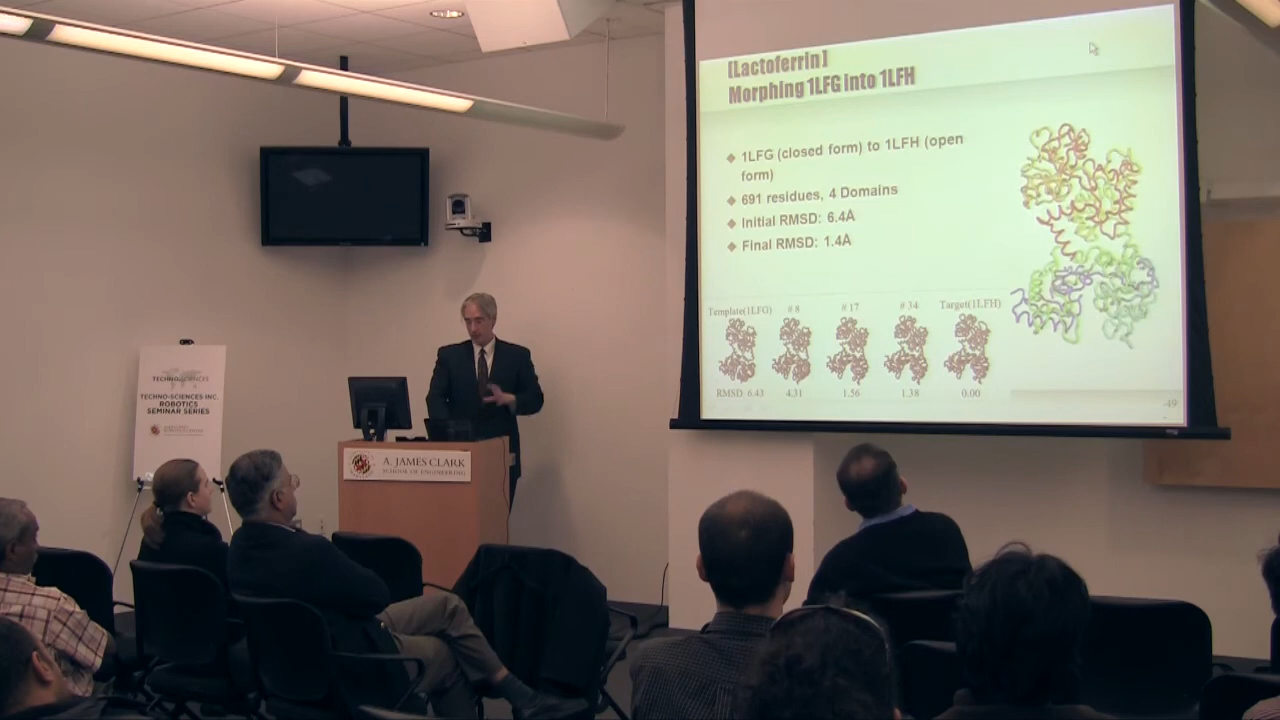 [Lactoferrin]
Morphing 1LFG into 1LFH
❖ 1LFG (closed form) to 1LFH (open
form)
❖ 691 residues, 4 Domains
❖ Initial RMSD: 6.4Å
❖ Final RMSD: 1.4Å
Template(1LFG) # 8 # 17 # 34 Target(1LFH)
RMSD 6.43 4.31 1.56 1.38 0.00
49
TECHNO-SCIENCES
TECHNO-SCIENCES INC.
ROBOTICS
SEMINAR SERIES
A. JAMES CLARK
SCHOOL OF ENGINEERING